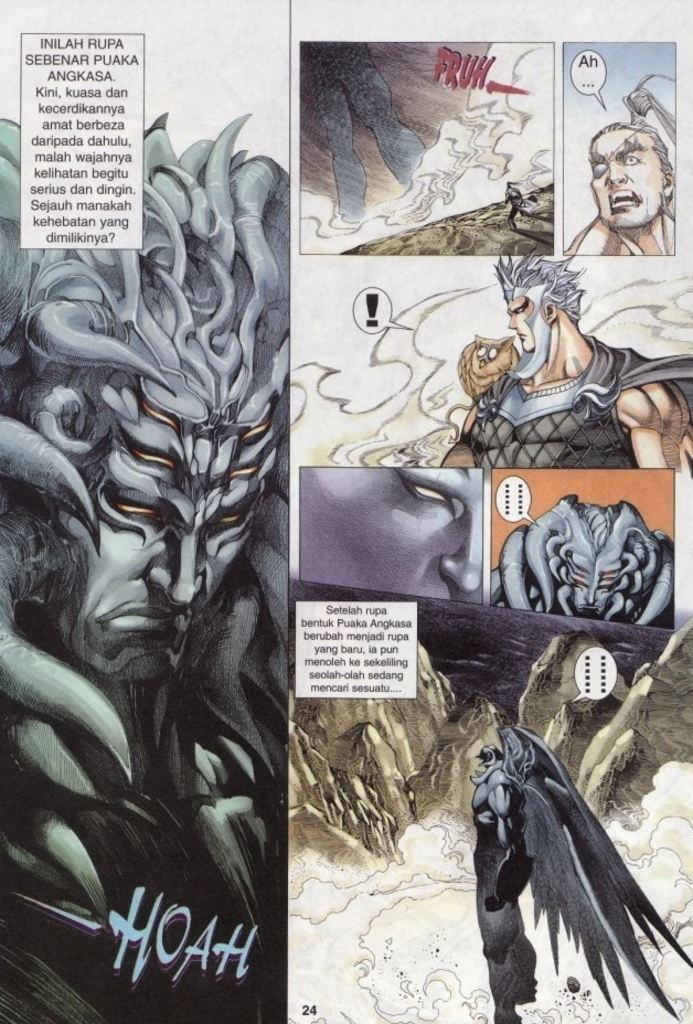 INILAH RUPA
SEBENAR PUAKA
ANGKASA.
Kini, kuasa dan
kecerdikannya
amat berbeza
daripada dahulu,
malah wajahnya
kelihatan begitu
serius dan dingin.
Sejauh manakah
kehebatan yang
dimilikinya?
HOAH
FRUH
Ah
...
!
Setelah rupa
bentuk Puaka Angkasa
berubah menjadi rupa
yang baru, ia pun
menoleh ke sekeliling
seolah-olah sedang
mencari sesuatu....
24